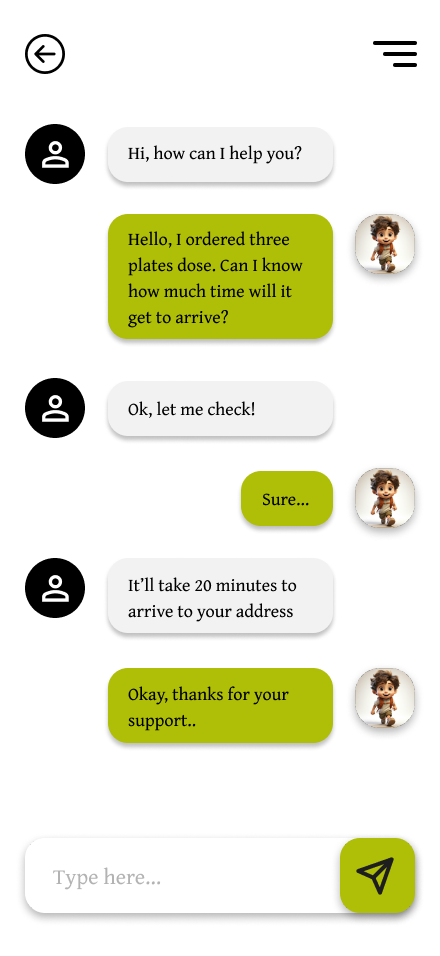 Hi, how can I help you?
Hello, I ordered three
plates dose. Can I know
how much time will it
get to arrive?
Ok, let me check!
Sure...
It’ll take 20 minutes to
arrive to your address
Okay, thanks for your
support..
Type here...